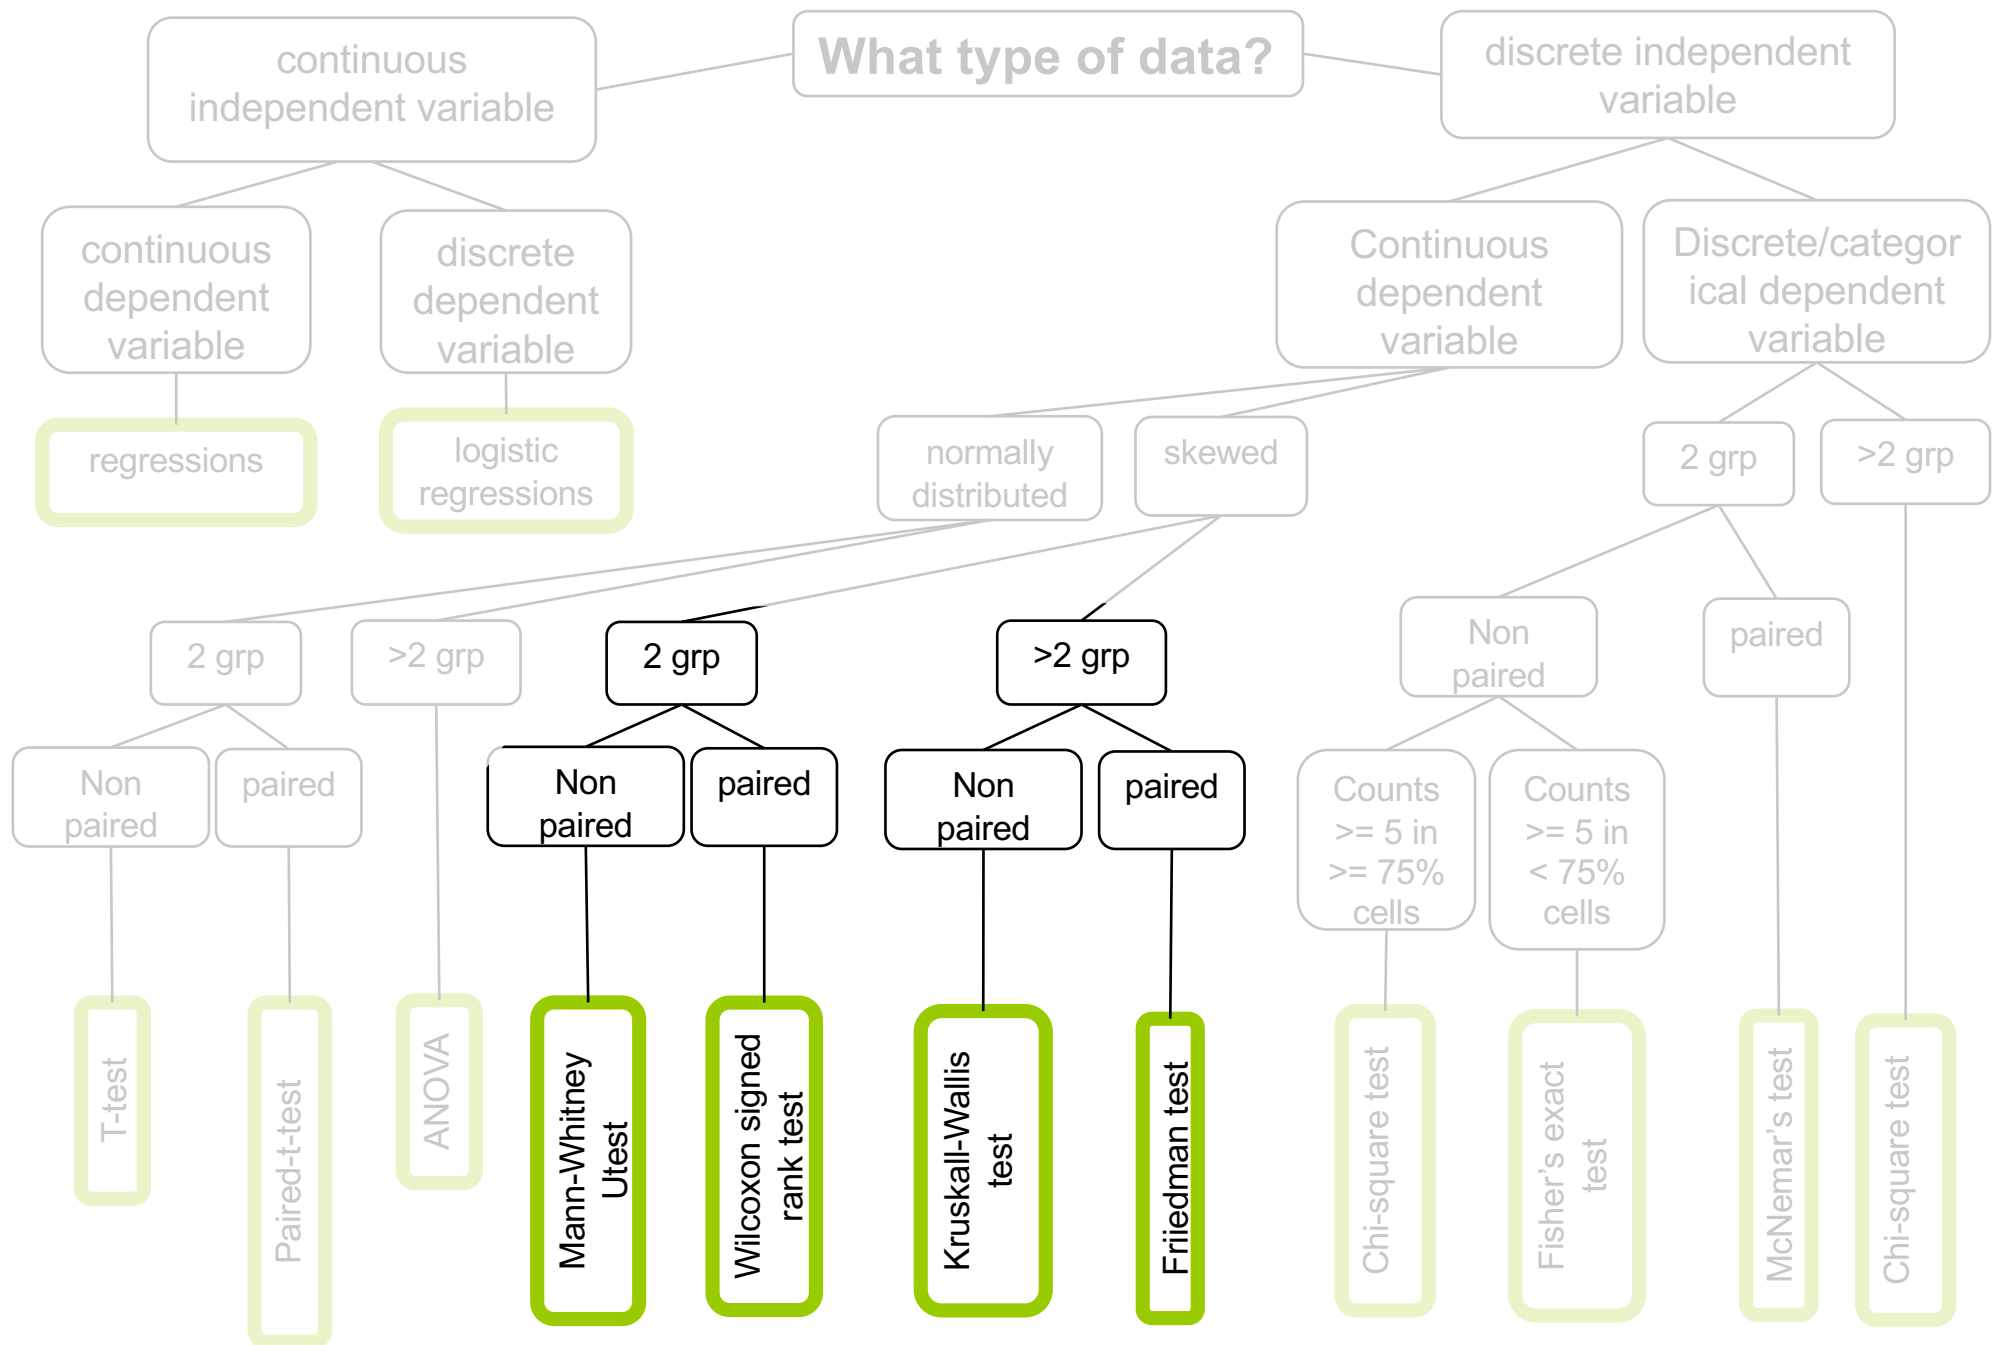 What type of data?
continuous
independent variable
discrete independent
variable
continuous
dependent
variable
discrete
dependent
variable
Continuous
dependent
variable
Discrete/categor
ical dependent
variable
regressions
logistic
regressions
normally
distributed
skewed
2 grp
>2 grp
2 grp
>2 grp
2 grp
>2 grp
Non
paired
paired
Non
paired
paired
Non
paired
paired
Non
paired
paired
Counts
>= 5 in
>= 75%
cells
Counts
>= 5 in
< 75%
cells
T-test
Paired-t-test
ANOVA
Mann-Whitney
Utest
Wilcoxon signed
rank test
Kruskall-Wallis
test
Friiedman test
Chi-square test
Fisher's exact
test
McNemar's test
Chi-square test